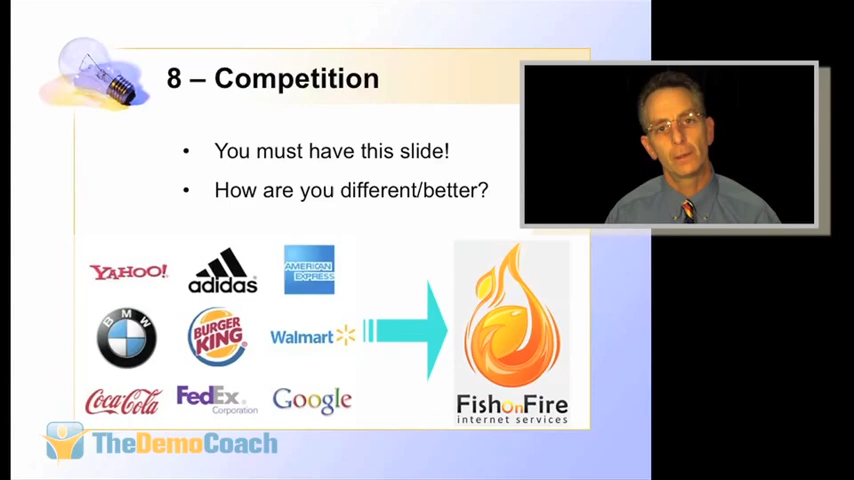 8 – Competition
• You must have this slide!
• How are you different/better?
YAHOO!
adidas
AMERICAN
EXPRESS
BMW
BURGER
KING
Walmart
Coca-Cola
FedEx
Corporation
Google
FishonFire
internet services
TheDemoCoach